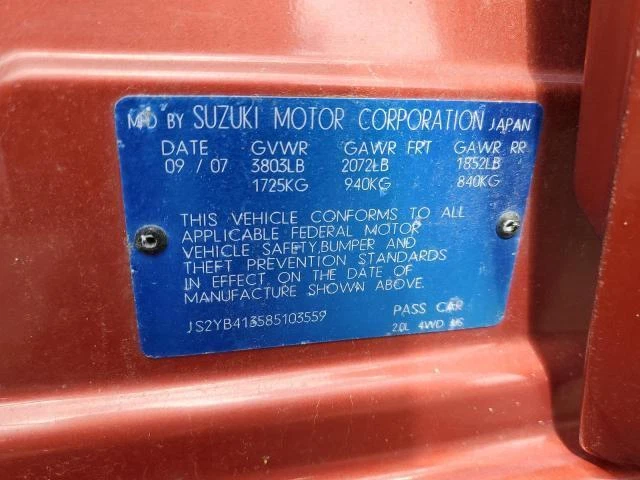 MFD BY SUZUKI MOTOR CORPORATION JAPAN
DATE GVWR GAWR FRT GAWR RR
09 / 07 3803LB 2072LB 1852LB
1725KG 940KG 840KG
THIS VEHICLE CONFORMS TO ALL
APPLICABLE FEDERAL MOTOR
VEHICLE SAFETY,BUMPER AND
THEFT PREVENTION STANDARDS
IN EFFECT ON THE DATE OF
MANUFACTURE SHOWN ABOVE.
JS2YB413585103559 PASS CAR
2.0L 4WD